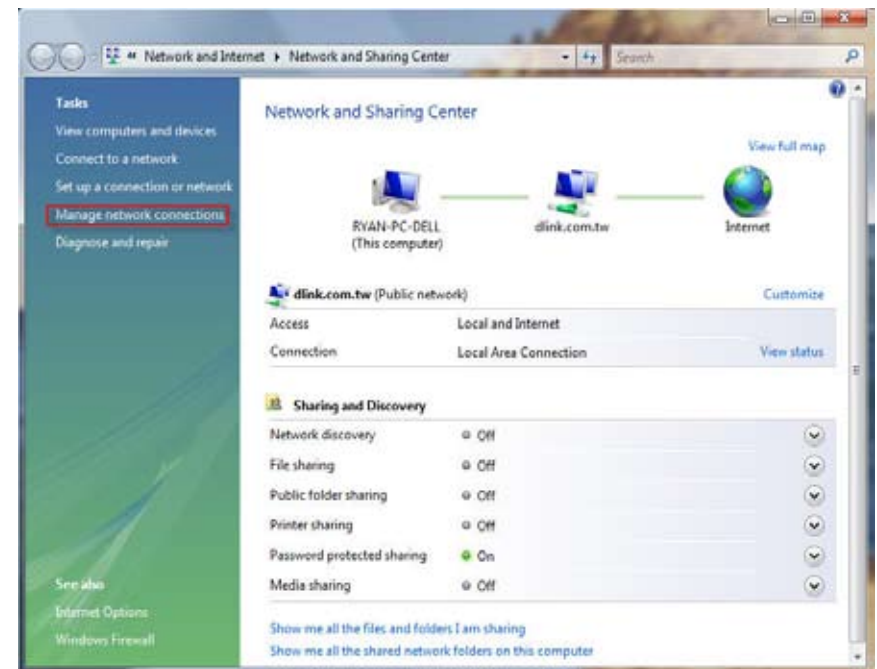 Network and Internet ▸ Network and Sharing Center
Search
Tasks
View computers and devices
Connect to a network
Set up a connection or network
Manage network connections
Diagnose and repair
See also
Internet Options
Windows Firewall
Network and Sharing Center
View full map
RYAN-PC-DELL
(This computer)
dlink.com.tw
Internet
dlink.com.tw (Public network)
Customize
Access Local and Internet
Connection Local Area Connection View status
Sharing and Discovery
Network discovery Off
File sharing Off
Public folder sharing Off
Printer sharing Off
Password protected sharing On
Media sharing Off
Show me all the files and folders I am sharing
Show me all the shared network folders on this computer